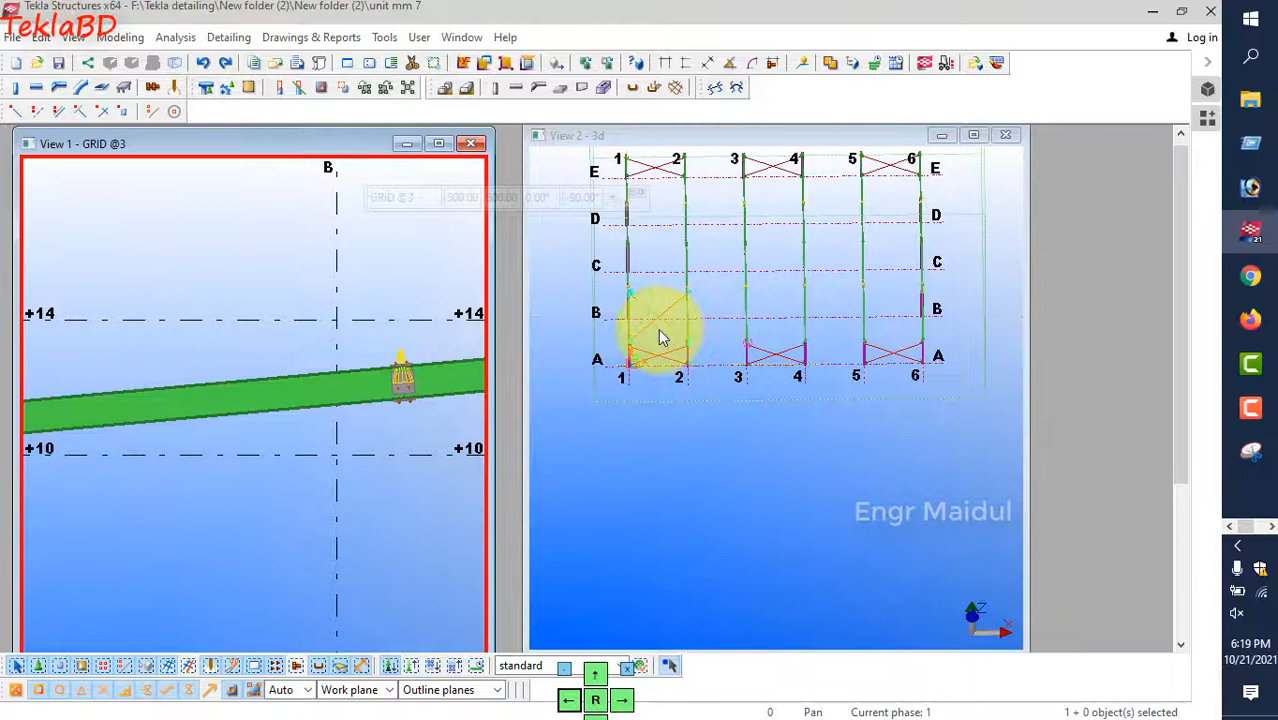 Tekla Structures x64 - F:\Tekla detailing\New folder (2)\New folder (2)\unit mm 7
TeklaBD
File Edit View Modeling Analysis Detailing Drawings & Reports Tools User Window Help
Log in
View 1 - GRID @3
View 2 - 3d
B
GRID @3
1 2 3 4 5 6
E E
D D
C C
B B
A A
1 2 3 4 5 6
+14 +14
+10 +10
Engr Maidul
Z
X
21
standard
R
Auto
Work plane
Outline planes
0 Pan Current phase: 1 1 + 0 object(s) selected
6:19 PM
10/21/2021